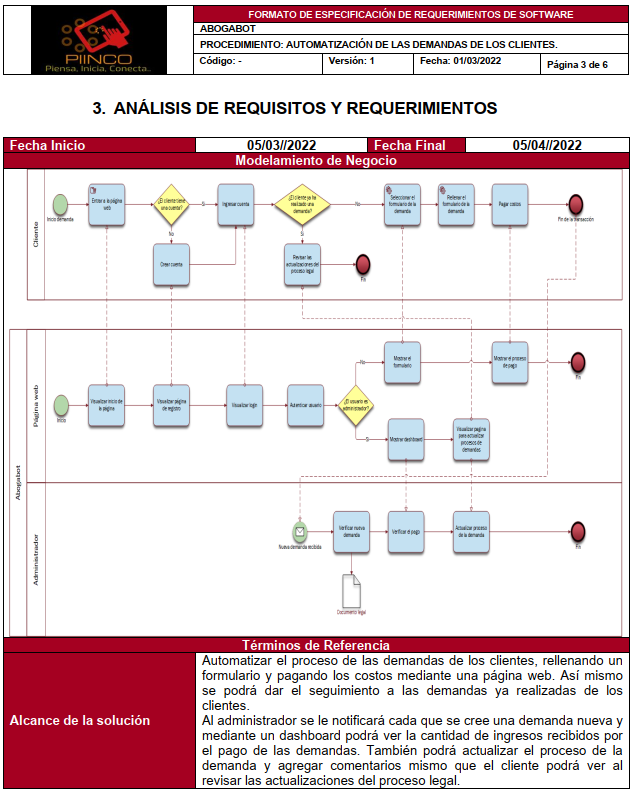 FORMATO DE ESPECIFICACIÓN DE REQUERIMIENTOS DE SOFTWARE
ABOGABOT
PROCEDIMIENTO: AUTOMATIZACIÓN DE LAS DEMANDAS DE LOS CLIENTES.
Código: -
Versión: 1
Fecha: 01/03/2022
Página 3 de 6
PIINCO
Piensa, Inicia, Conecta..
3. ANÁLISIS DE REQUISITOS Y REQUERIMIENTOS
Fecha Inicio
05/03//2022
Fecha Final
05/04//2022
Modelamiento de Negocio
Cliente
Inicio demanda
Entrar a la página
web
¿El cliente tiene
una cuenta?
Si
No
Crear cuenta
Ingresar cuenta
¿El cliente ya ha
realizado una
demanda?
No
Si
Revisar las
actualizaciones del
proceso legal
Fin
Seleccionar el
formulario de la
demanda
Rellenar el
formulario de la
demanda
Pagar costos
Fin de la transacción
Abogabot
Página web
Inicio
Visualizar inicio de
la página
Visualizar página
de registro
Visualizar login
Autenticar usuario
¿El usuario es
administrador?
No
Si
Mostrar el
formulario
Mostrar el proceso
de pago
Fin
Mostrar dashboard
Visualizar pagina
para actualizar
procesos de
demandas
Administrador
Nueva demanda recibida
Verificar nueva
demanda
Documento legal
Verificar el pago
Actualizar proceso
de la demanda
Fin
Términos de Referencia
Alcance de la solución
Automatizar el proceso de las demandas de los clientes, rellenando un
formulario y pagando los costos mediante una página web. Así mismo
se podrá dar el seguimiento a las demandas ya realizadas de los
clientes.
Al administrador se le notificará cada que se cree una demanda nueva y
mediante un dashboard podrá ver la cantidad de ingresos recibidos por
el pago de las demandas. También podrá actualizar el proceso de la
demanda y agregar comentarios mismo que el cliente podrá ver al
revisar las actualizaciones del proceso legal.